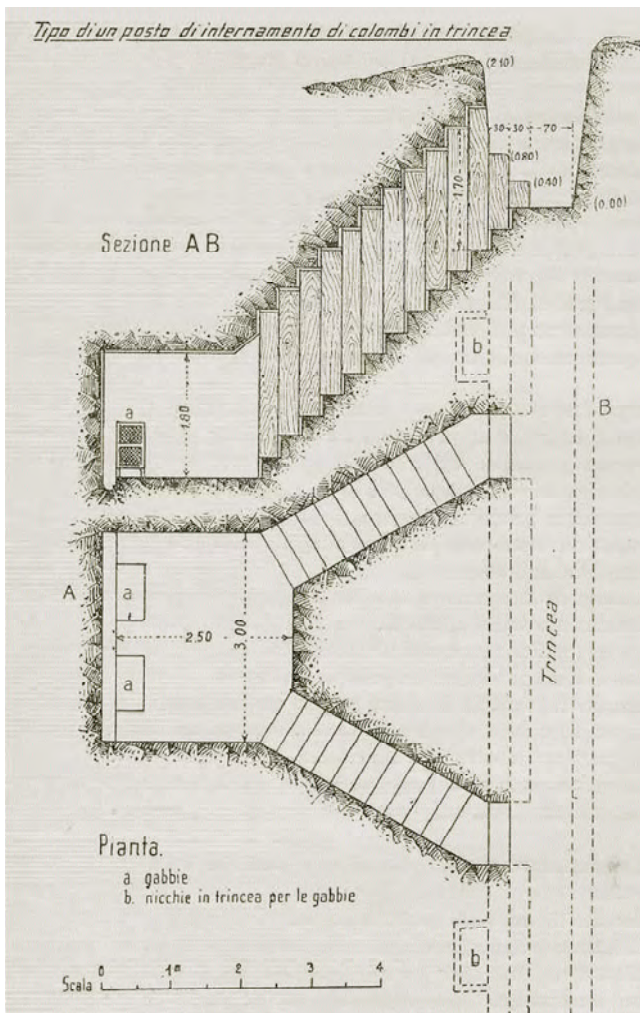 Tipo di un posto di internamento di colombi in trincea.
(2.10)
30 30 70
(0.80)
(0.40)
(0.00)
1.70
Sezione AB
b
a
1.80
B
A
a
2.50
3.00
a
Trincea
Pianta.
a. gabbie
b. nicchie in trincea per le gabbie
b
Scala 0 1m 2 3 4